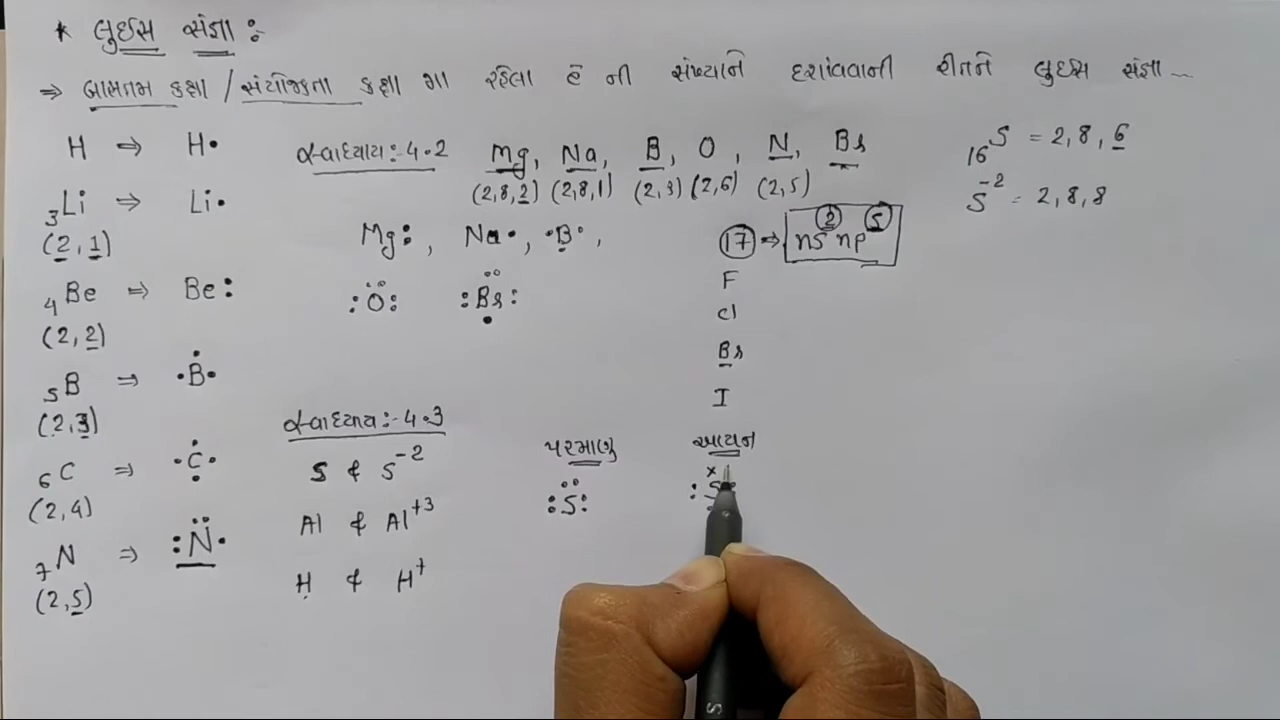 * લુઈસ સંજ્ઞા :-
⇒ બાહ્યતમ કક્ષા / સંયોજકતા કક્ષા મા રહેલા ē ની સંખ્યાને દર્શાવવાની રીતને લુઈસ સંજ્ઞા ...
H ⇒ H•
₃Li ⇒ Li•
(2, 1)
₄Be ⇒ Be:
(2, 2)
₅B ⇒ •B•
(2, 3)
₆C ⇒ •C•
(2, 4)
₇N ⇒ :N•
(2, 5)
સ્વાધ્યાય :- 4.2 Mg, Na, B, O, N, Br
(2,8,2) (2,8,1) (2,3) (2,6) (2,5)
Mg:, Na•, •B•,
:O: :Br:
17 ⇒ ns² np⁵
F
Cl
Br
I
₁₆S = 2, 8, 6
S⁻² = 2, 8, 8
સ્વાધ્યાય :- 4.3
S & S⁻²
Al & Al⁺³
H & H⁺
પરમાણુ આયન
:S: :S:
S